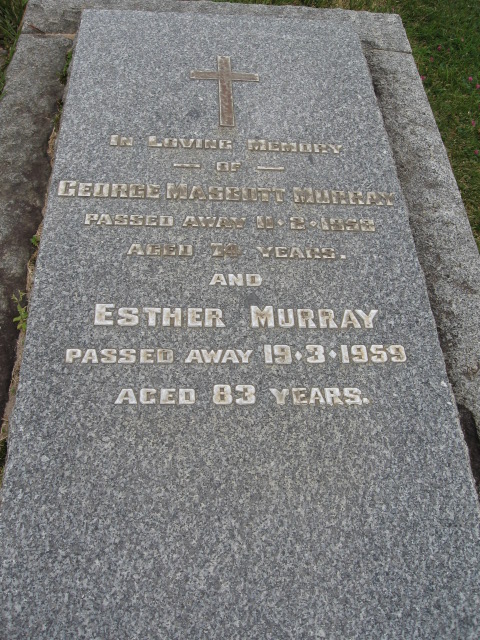 IN LOVING MEMORY
— OF —
GEORGE MASCOTT MURRAY
PASSED AWAY
AGED YEARS.
AND
ESTHER MURRAY
PASSED AWAY 19·3·1959
AGED 83 YEARS.